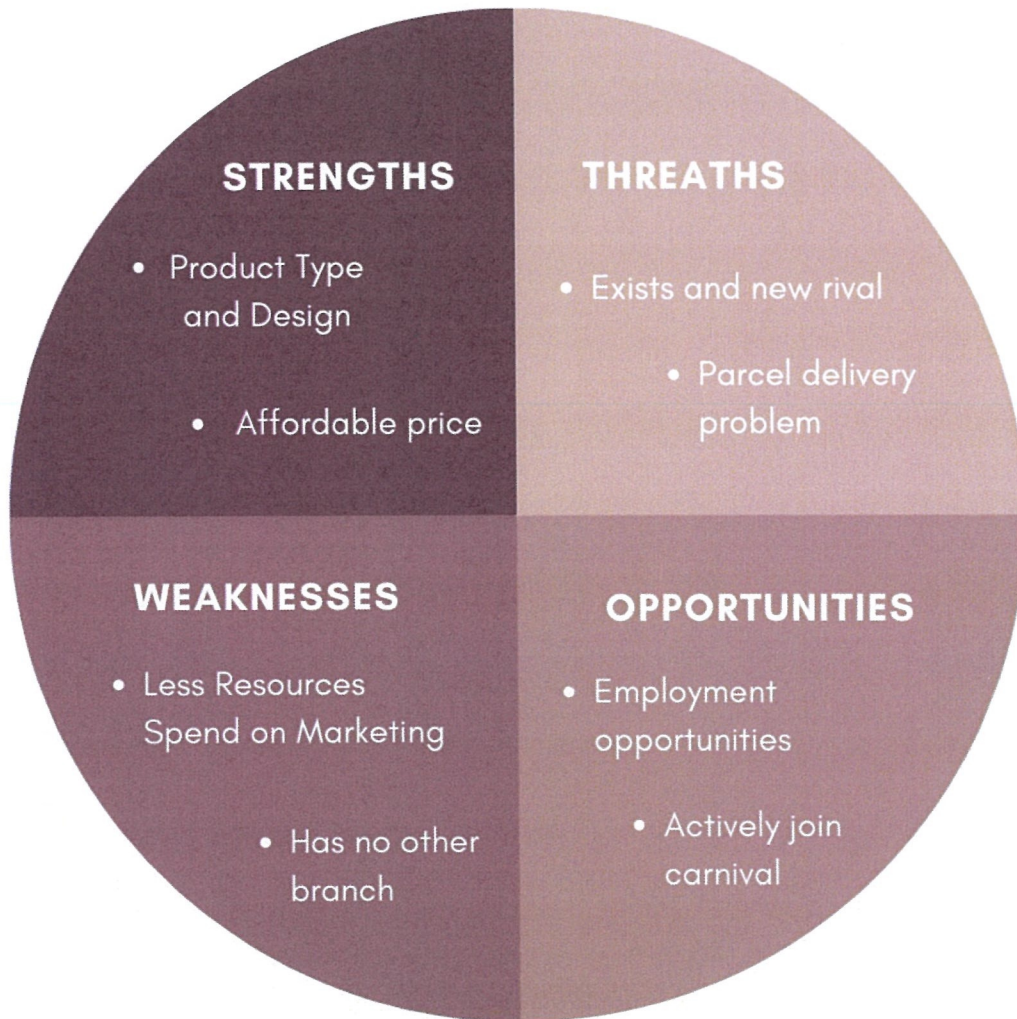 STRENGTHS
• Product Type
and Design
• Affordable price
THREATHS
• Exists and new rival
• Parcel delivery
problem
WEAKNESSES
• Less Resources
Spend on Marketing
• Has no other
branch
OPPORTUNITIES
• Employment
opportunities
• Actively join
carnival